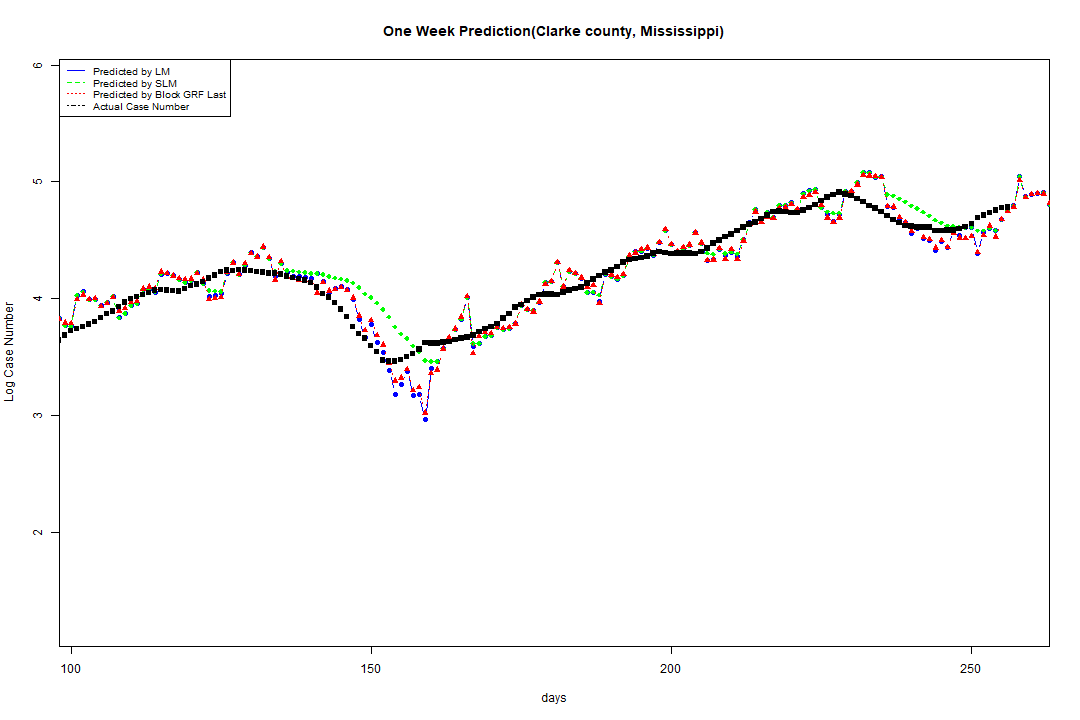 One Week Prediction(Clarke county, Mississippi)
Predicted by LM
Predicted by SLM
Predicted by Block GRF Last
Actual Case Number
6
5
4
3
2
Log Case Number
100 150 200 250
days